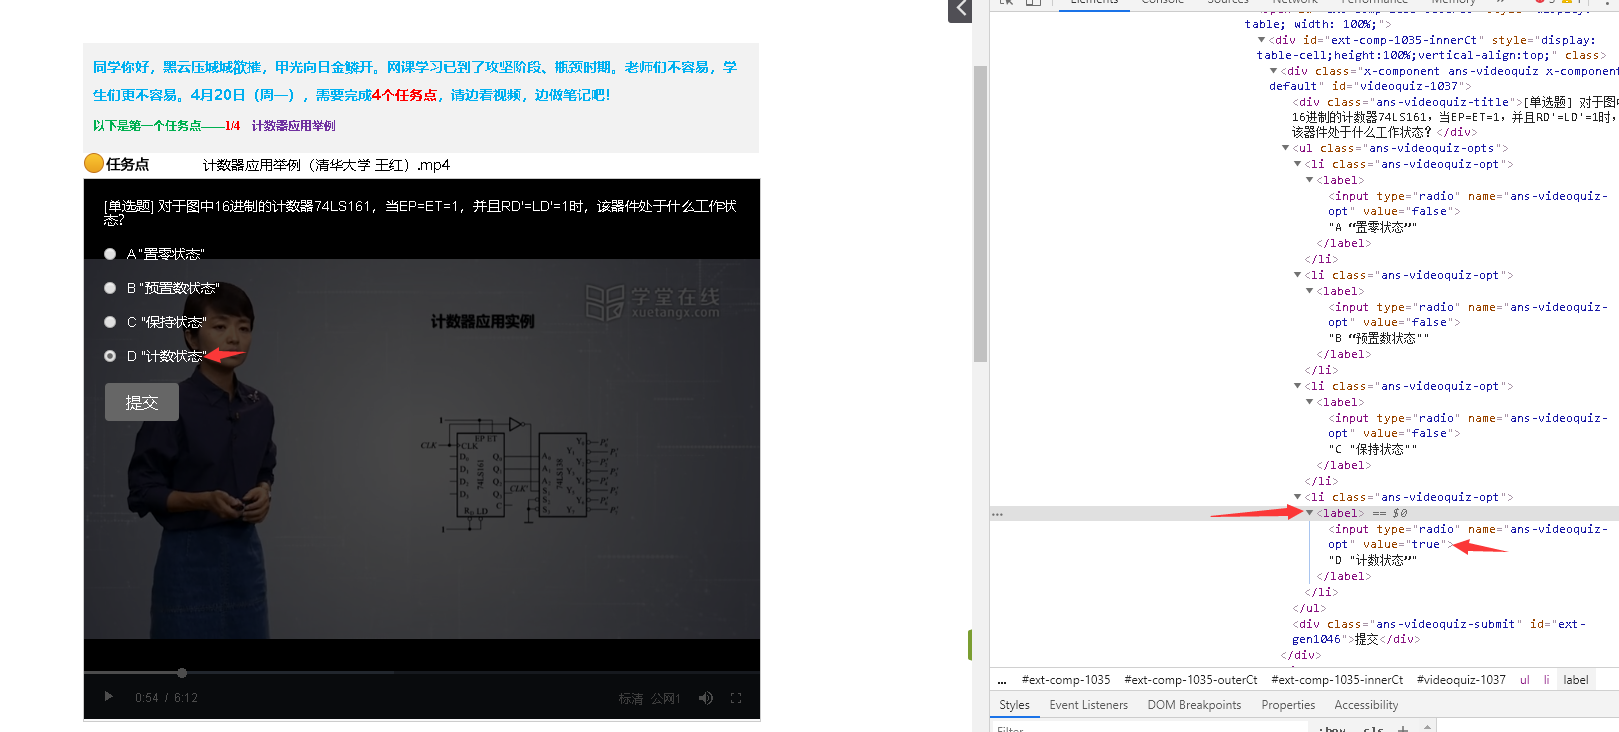 同学你好，黑云压城城欲摧，甲光向日金鳞开。网课学习已到了攻坚阶段、瓶颈时期。老师们不容易，学
生们更不容易。4月20日（周一），需要完成4个任务点，请边看视频，边做笔记吧！
以下是第一个任务点——1/4 计数器应用举例
任务点 计数器应用举例（清华大学 王红）.mp4
[单选题] 对于图中16进制的计数器74LS161，当EP=ET=1，并且RD'=LD'=1时，该器件处于什么工作状
态?
A "置零状态"
B "预置数状态"
C "保持状态"
D "计数状态"
提交
学堂在线
xuetangx.com
计数器应用实例
1
EP ET
CLK
CLK
74LS161
74LS138
CLK'
1
0:54 / 6:12
标清 公网1
Elements Console Sources Network Performance Memory
table; width: 100%;">
<div id="ext-comp-1035-innerCt" style="display:
table-cell;height:100%;vertical-align:top;" class>
<div class="x-component ans-videoquiz x-component
default" id="videoquiz-1037">
<div class="ans-videoquiz-title">[单选题] 对于图中
16进制的计数器74LS161，当EP=ET=1，并且RD'=LD'=1时，
该器件处于什么工作状态？</div>
<ul class="ans-videoquiz-opts">
<li class="ans-videoquiz-opt">
<label>
<input type="radio" name="ans-videoquiz-
opt" value="false">
"A “置零状态”"
</label>
</li>
<li class="ans-videoquiz-opt">
<label>
<input type="radio" name="ans-videoquiz-
opt" value="false">
"B “预置数状态""
</label>
</li>
<li class="ans-videoquiz-opt">
<label>
<input type="radio" name="ans-videoquiz-
opt" value="false">
"C "保持状态""
</label>
</li>
<li class="ans-videoquiz-opt">
... <label> == $0
<input type="radio" name="ans-videoquiz-
opt" value="true">
"D "计数状态”"
</label>
</li>
</ul>
<div class="ans-videoquiz-submit" id="ext-
gen1046">提交</div>
</div>
... #ext-comp-1035 #ext-comp-1035-outerCt #ext-comp-1035-innerCt #videoquiz-1037 ul li label
Styles Event Listeners DOM Breakpoints Properties Accessibility
Filter :hov .cls +